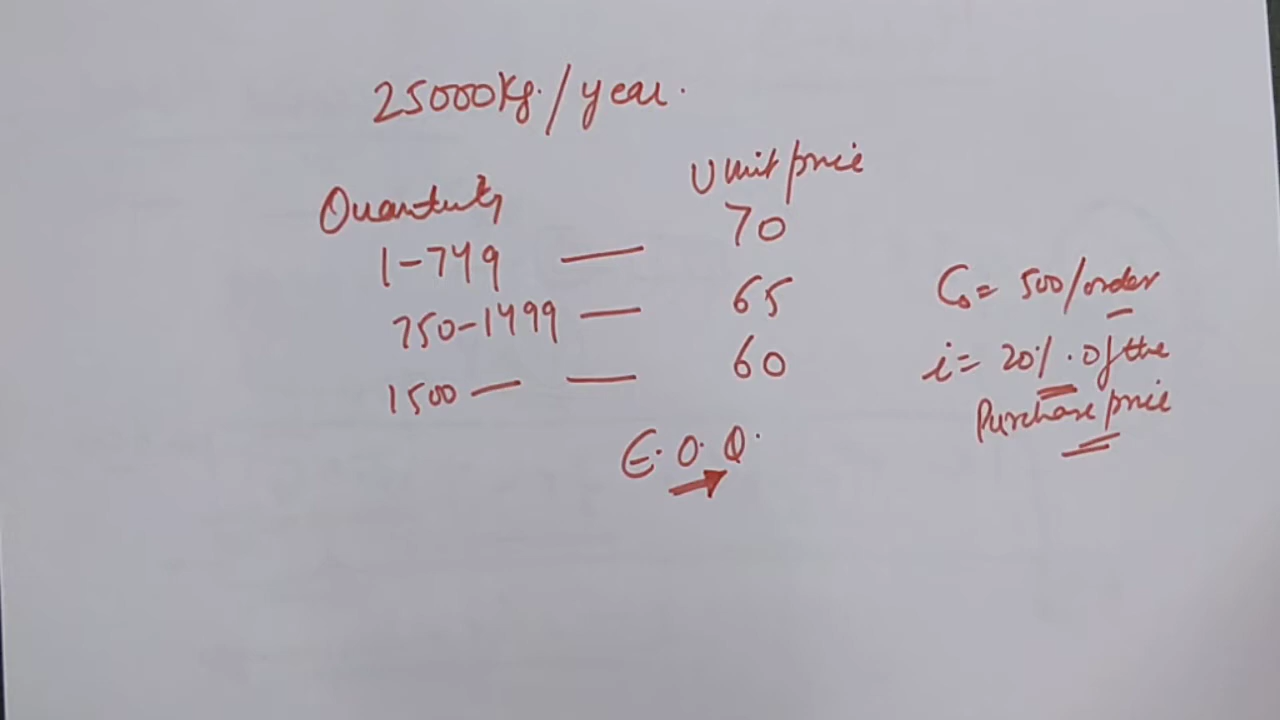 25000Kg./year.
Quantity Unit price
1-749 — 70
750-1499 — 65
1500 — — 60
E.O.Q.
Co = 500/order
i = 20%. Of the
Purchase price